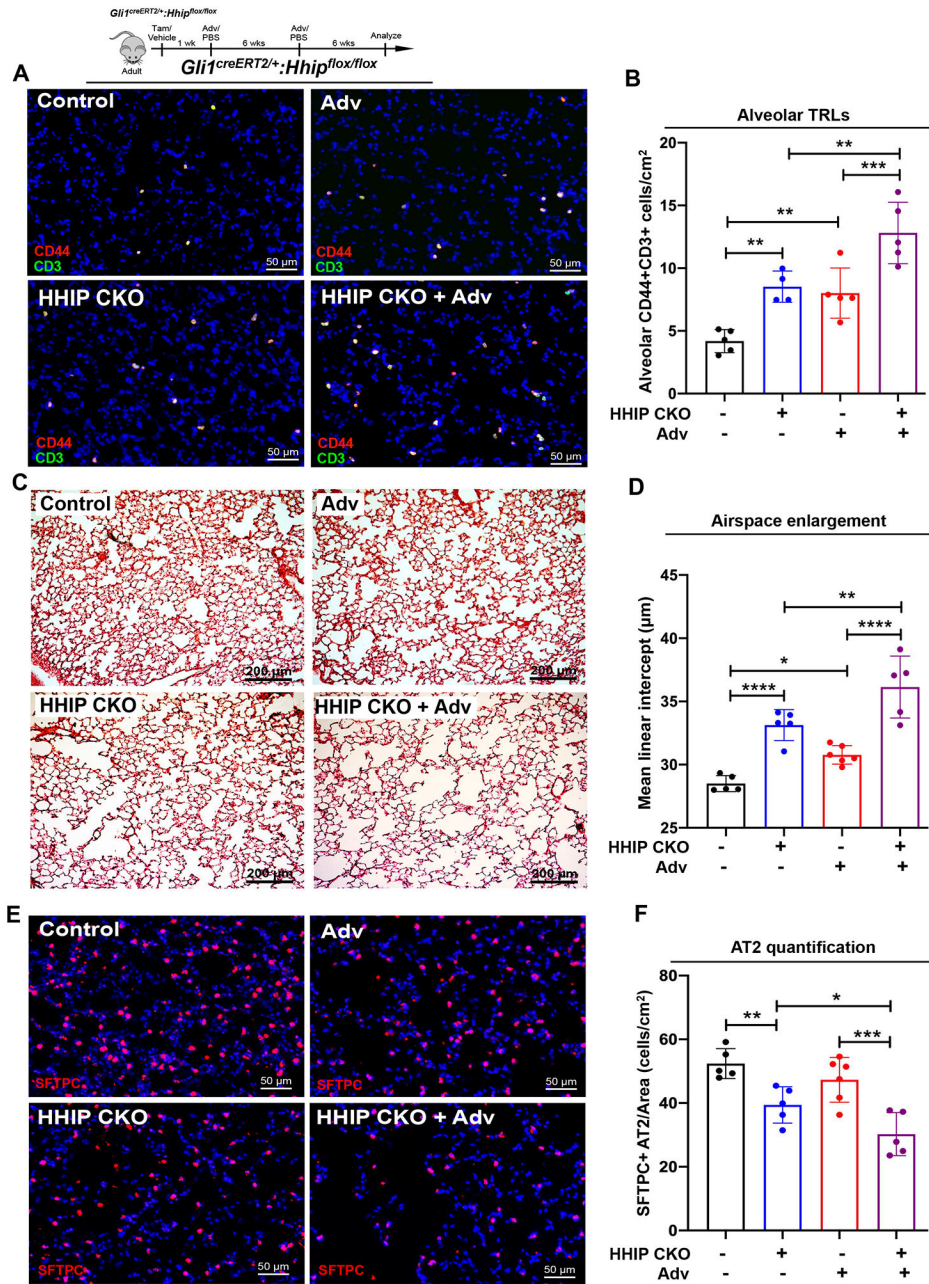 Gli1creERT2/+:Hhipflox/flox
Tam/ Vehicle
1 wk
Adv/ PBS
6 wks
Adv/ PBS
6 wks
Analyze
Adult
Gli1creERT2/+:Hhipflox/flox
A
Control
CD44
CD3
50 µm
Adv
CD44
CD3
50 µm
HHIP CKO
CD44
CD3
50 µm
HHIP CKO + Adv
CD44
CD3
50 µm
B
Alveolar TRLs
Alveolar CD44+CD3+ cells/cm2
20
15
10
5
0
**
***
**
**
HHIP CKO - + - +
Adv - - + +
C
Control
200 µm
Adv
200 µm
HHIP CKO
200 µm
HHIP CKO + Adv
200 µm
D
Airspace enlargement
Mean linear intercept (µm)
45
40
35
30
25
**
****
*
****
HHIP CKO - + - +
Adv - - + +
E
Control
SFTPC
50 µm
Adv
SFTPC
50 µm
HHIP CKO
SFTPC
50 µm
HHIP CKO + Adv
SFTPC
50 µm
F
AT2 quantification
SFTPC+ AT2/Area (cells/cm2)
80
60
40
20
0
*
**
***
HHIP CKO - + - +
Adv - - + +